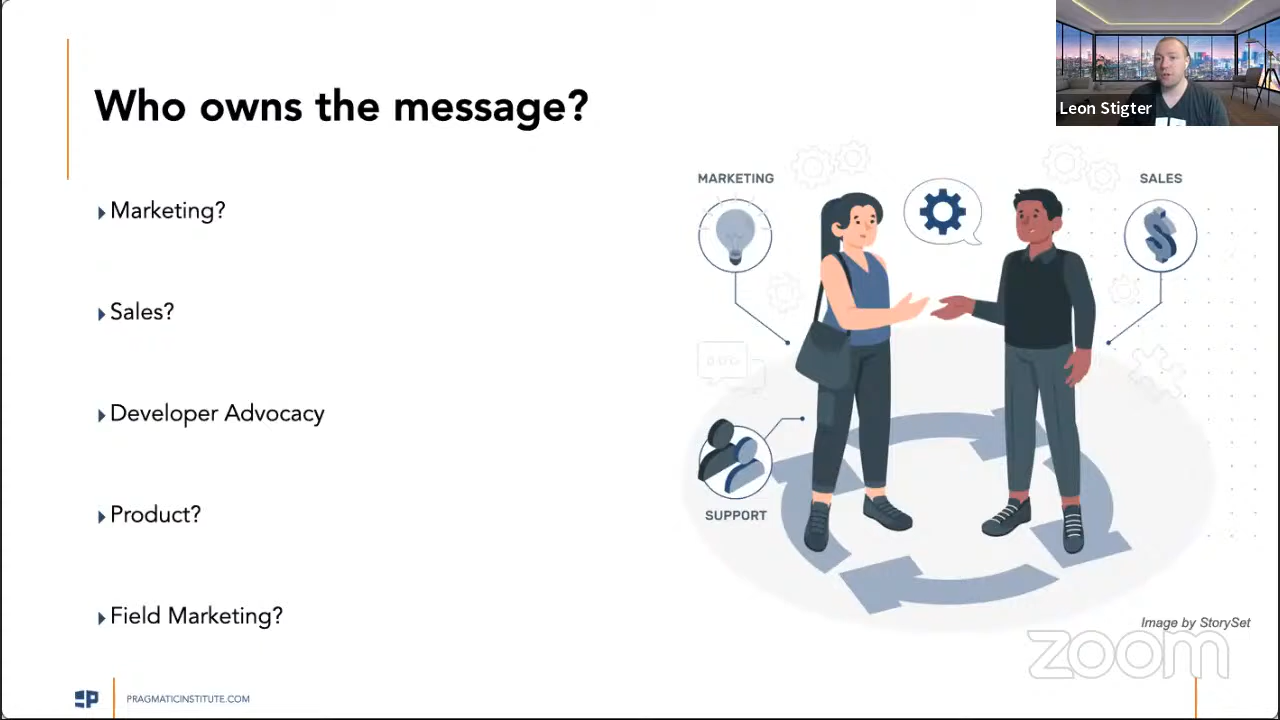 Who owns the message?
Leon Stigter
Marketing?
Sales?
Developer Advocacy
Product?
Field Marketing?
MARKETING
SALES
SUPPORT
Image by StorySet
zoom
PRAGMATICINSTITUTE.COM